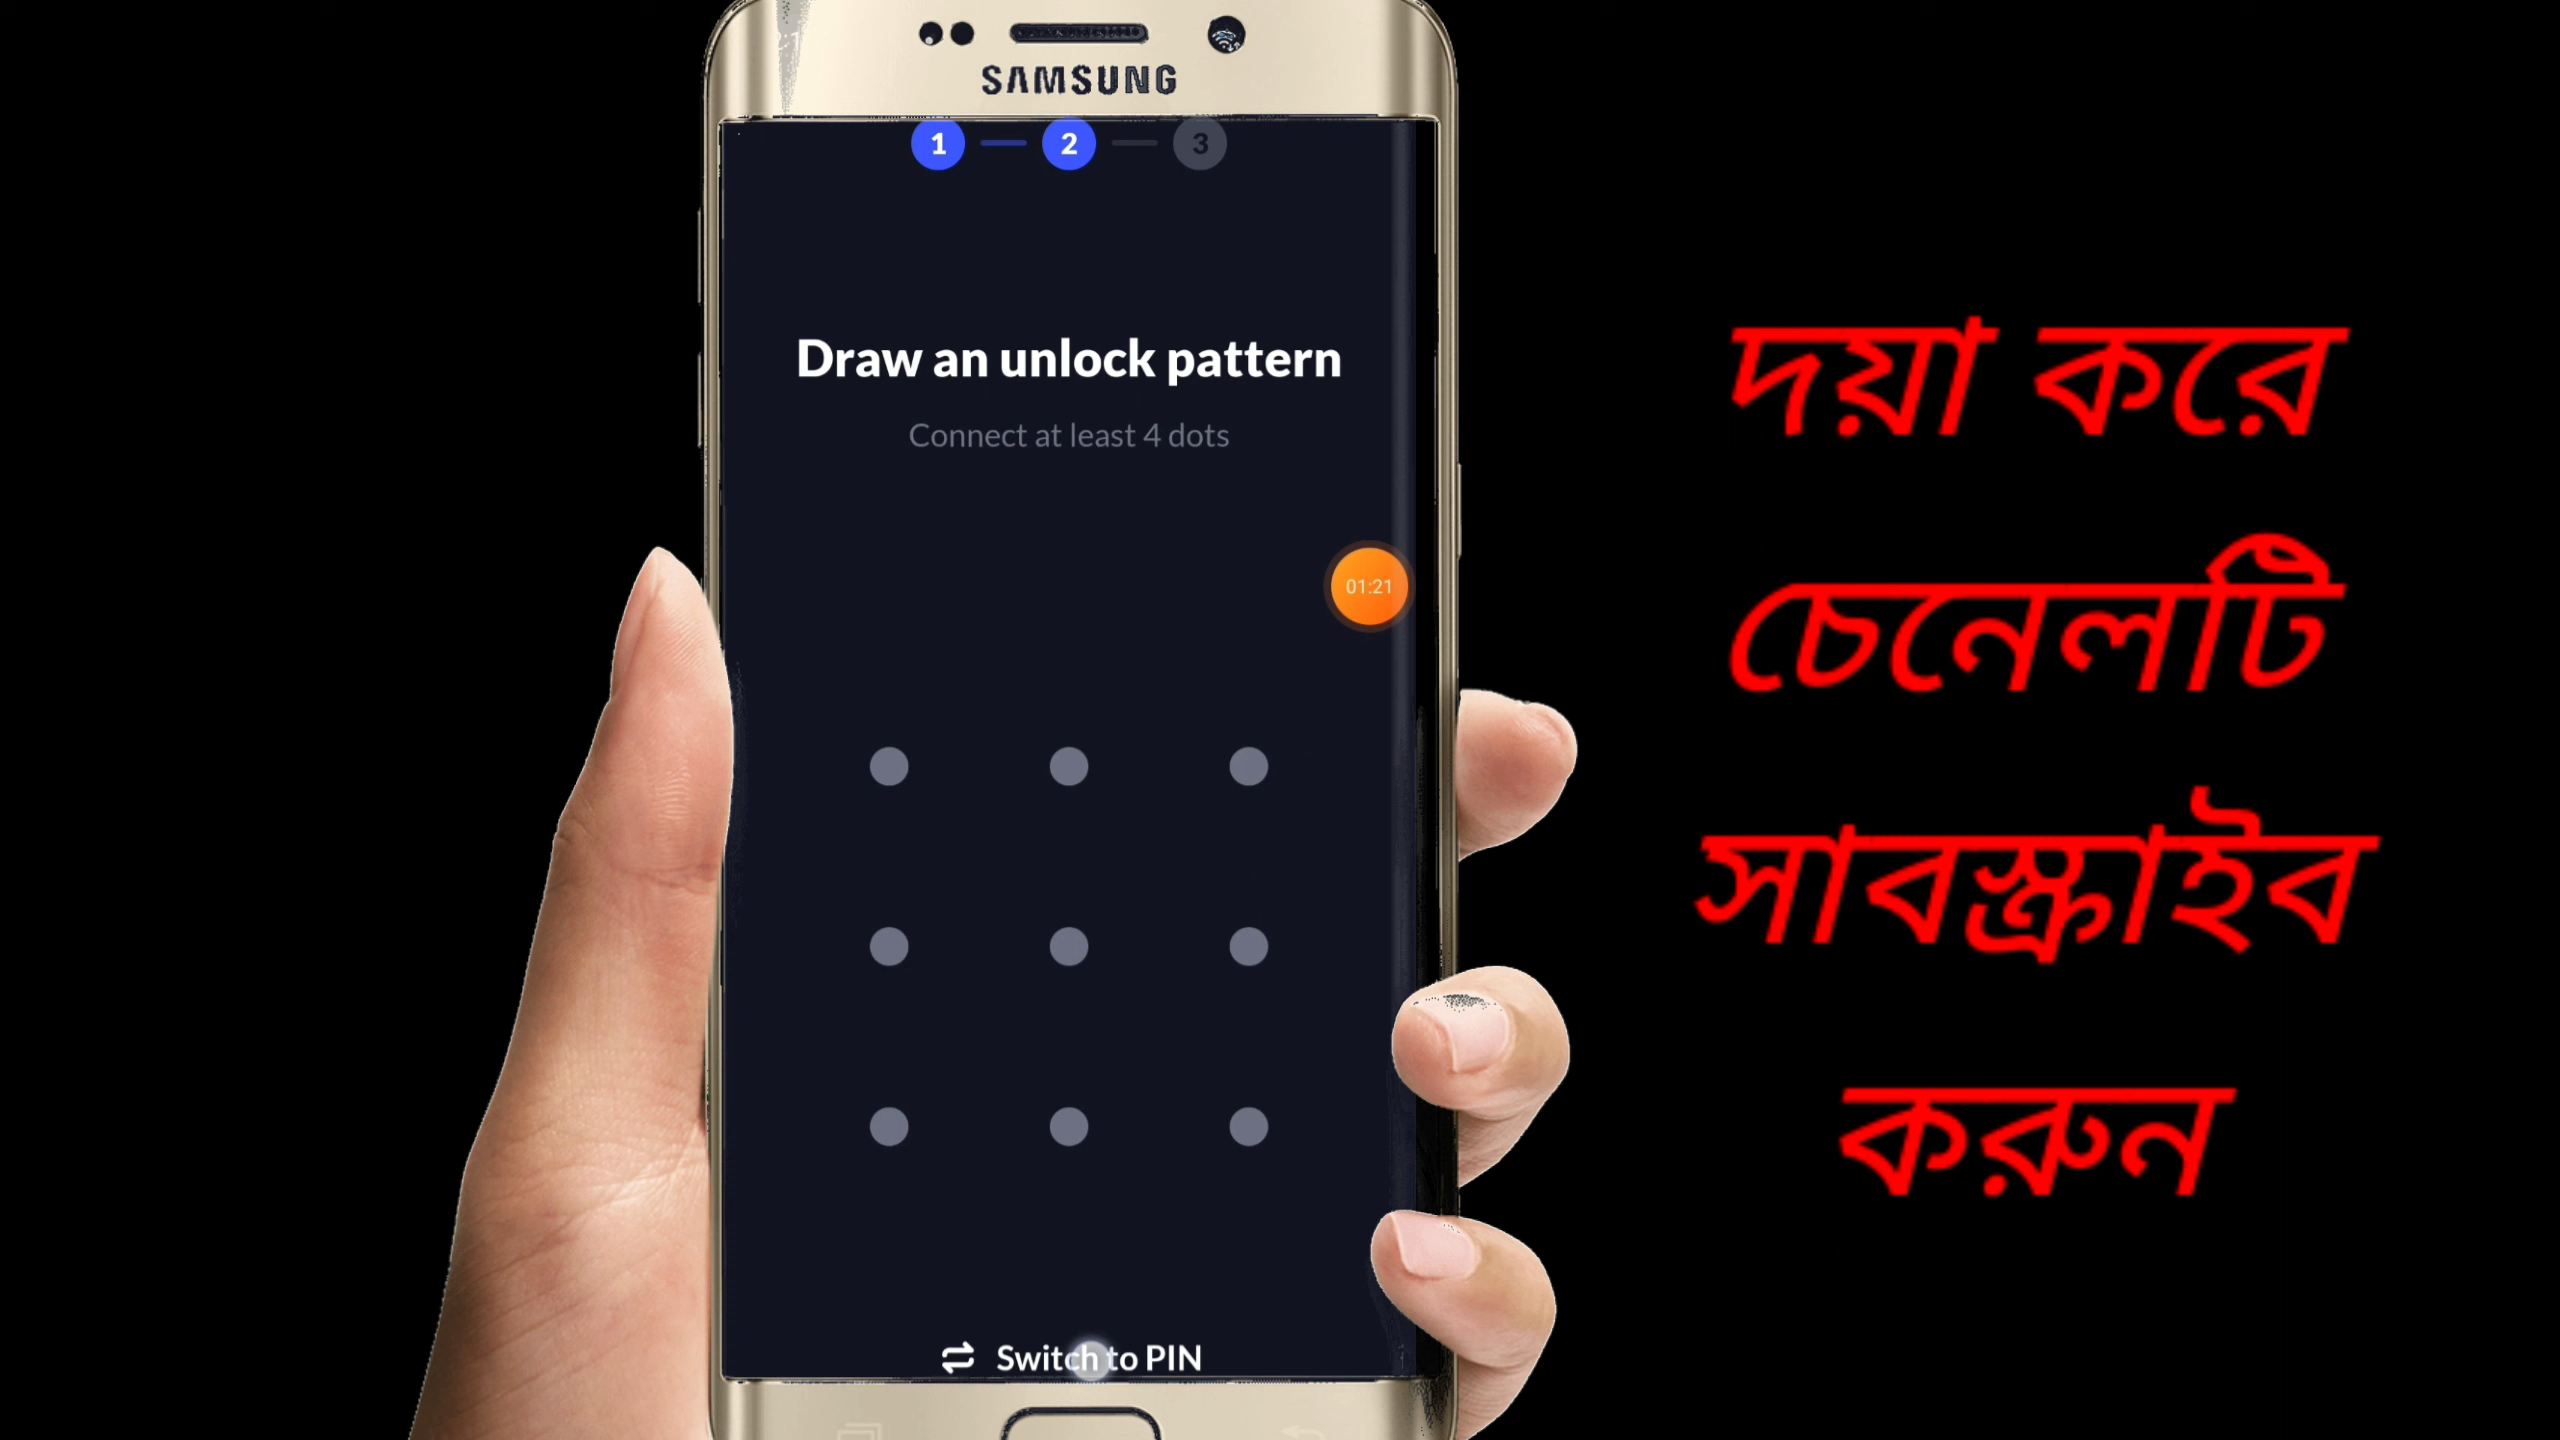 SAMSUNG
1 2 3
Draw an unlock pattern
Connect at least 4 dots
01:21
Switch to PIN
দয়া করে
চেনেলটি
সাবস্ক্রাইব
করুন